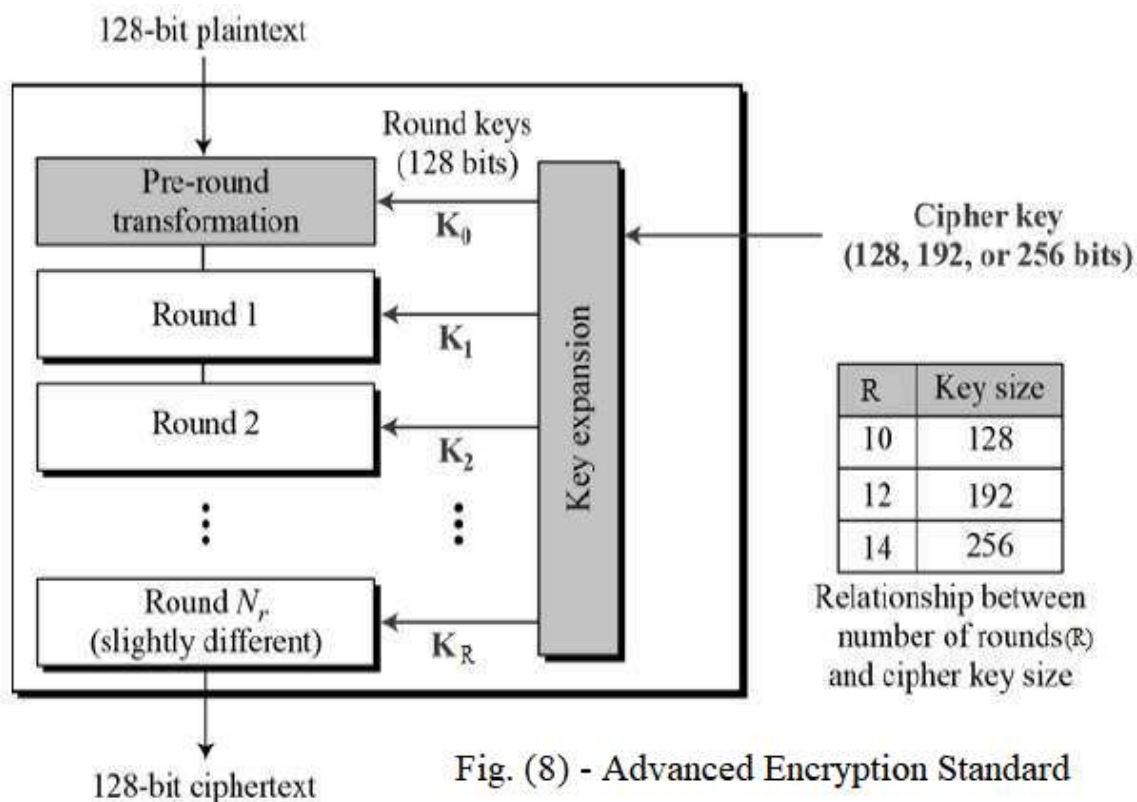 128-bit plaintext
Round keys
(128 bits)
Pre-round
transformation
K₀
Cipher key
(128, 192, or 256 bits)
Round 1
K₁
Round 2
K₂
Key expansion
R Key size
10 128
12 192
14 256
Round Nᵣ
(slightly different)
K_R
Relationship between
number of rounds(R)
and cipher key size
128-bit ciphertext
Fig. (8) - Advanced Encryption Standard